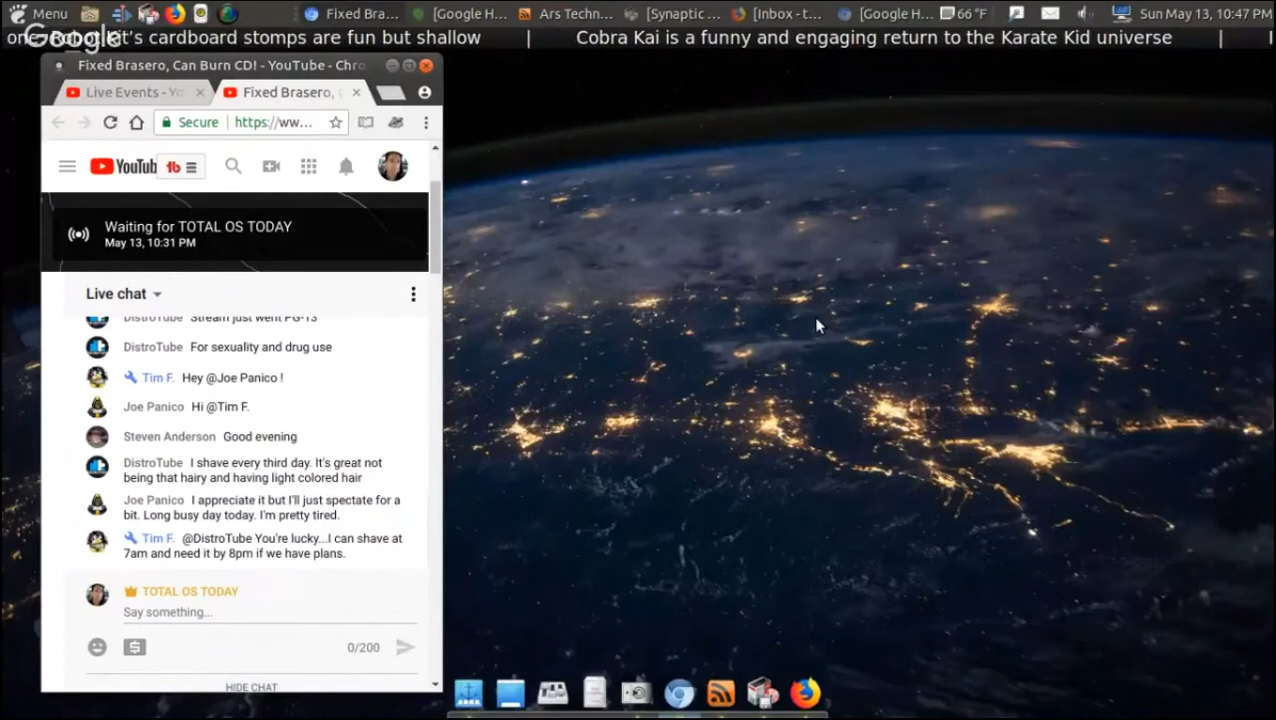 Menu
Fixed Bra...
[Google H...
Ars Techn...
[Synaptic ...
[Inbox - t...
[Google H...
66 °F
Sun May 13, 10:47 PM
Google
cardboard stomps are fun but shallow | Cobra Kai is a funny and engaging return to the Karate Kid universe |
Fixed Brasero, Can Burn CD! - YouTube - Chro
Live Events - Yo
Fixed Brasero, C
Secure https://ww...
YouTube
tb
Waiting for TOTAL OS TODAY
May 13, 10:31 PM
Live chat
DistroTube Stream just went PG-13
DistroTube For sexuality and drug use
Tim F. Hey @Joe Panico !
Joe Panico Hi @Tim F.
Steven Anderson Good evening
DistroTube I shave every third day. It's great not
being that hairy and having light colored hair
Joe Panico I appreciate it but I'll just spectate for a
bit. Long busy day today. I'm pretty tired.
Tim F. @DistroTube You're lucky...I can shave at
7am and need it by 8pm if we have plans.
TOTAL OS TODAY
Say something...
0/200
HIDE CHAT